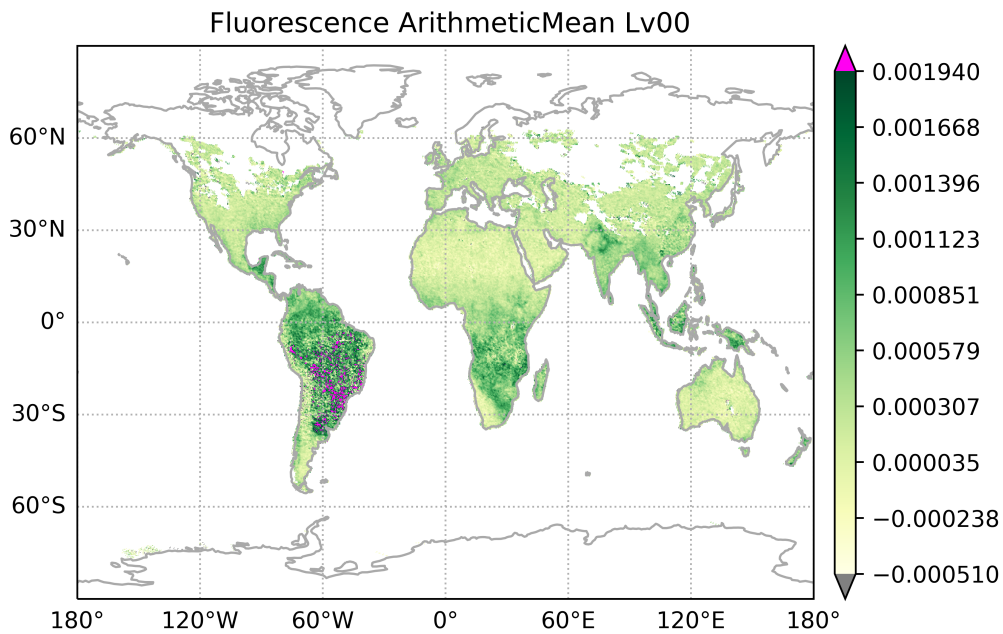 Fluorescence ArithmeticMean Lv00
60°N
30°N
0°
30°S
60°S
180°
120°W
60°W
0°
60°E
120°E
180°
0.001940
0.001668
0.001396
0.001123
0.000851
0.000579
0.000307
0.000035
−0.000238
−0.000510